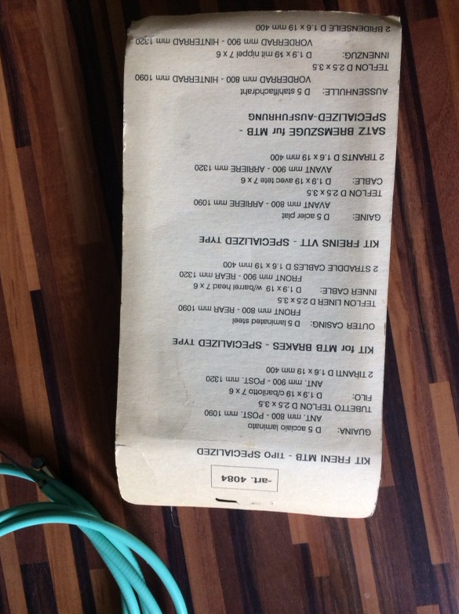 -art. 4084
KIT FRENI MTB - TIPO SPECIALIZED
GUAINA: D 5 acciaio laminato
ANT. mm 800 - POST. mm 1090
TUBETTO TEFLON D 2.5 x 3.5
FILO: D 1.9 x 19 c/barilotto 7 x 6
ANT. mm 900 - POST. mm 1320
2 TIRANTI D 1.6 x 19 mm 400
KIT for MTB BRAKES - SPECIALIZED TYPE
OUTER CASING: D 5 laminated steel
FRONT mm 800 - REAR mm 1090
TEFLON LINER D 2.5 x 3.5
INNER CABLE: D 1.9 x 19 w/barrel head 7 x 6
FRONT mm 900 - REAR mm 1320
2 STRADDLE CABLES D 1.6 x 19 mm 400
KIT FREINS VTT - SPECIALIZED TYPE
GAINE: D 5 acier plat
AVANT mm 800 - ARRIERE mm 1090
TEFLON D 2.5 x 3.5
CABLE: D 1.9 x 19 avec tete 7 x 6
AVANT mm 900 - ARRIERE mm 1320
2 TIRANTS D 1.6 x 19 mm 400
SATZ BREMSZUGE fur MTB -
SPECIALIZED-AUSFUHRUNG
AUSSENHULLE: D 5 stahlflachdraht
VORDERRAD mm 800 - HINTERRAD mm 1090
TEFLON D 2.5 x 3.5
INNENZUG: D 1.9 x 19 mit nippel 7 x 6
VORDERRAD mm 900 - HINTERRAD mm 1320
2 BRIDENSEILE D 1.6 x 19 mm 400